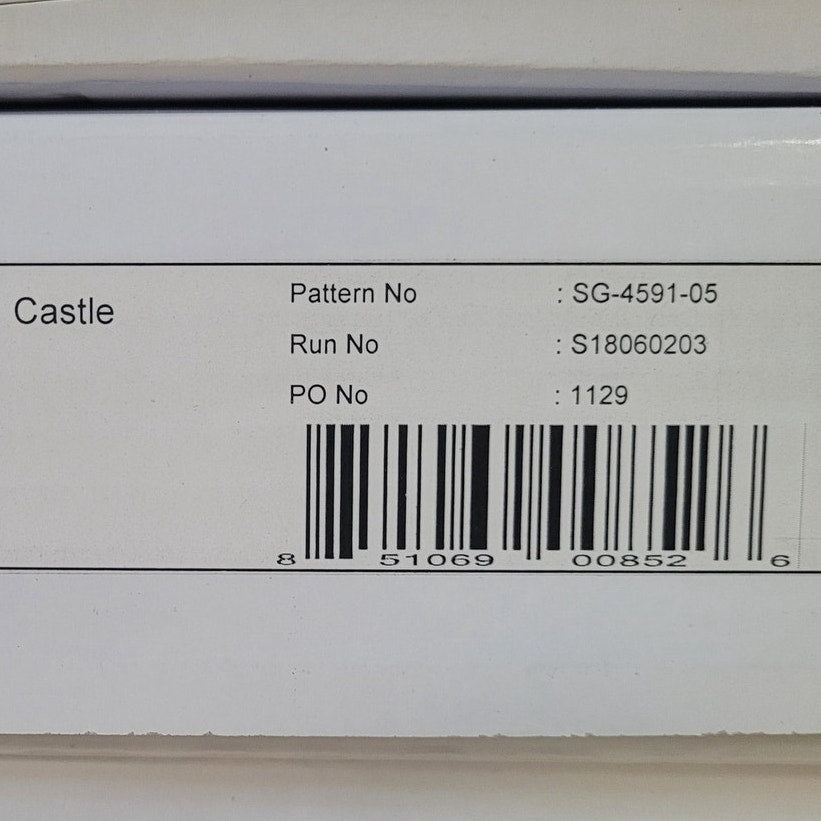 Castle
Pattern No : SG-4591-05
Run No : S18060203
PO No : 1129
8 51069 00852 6